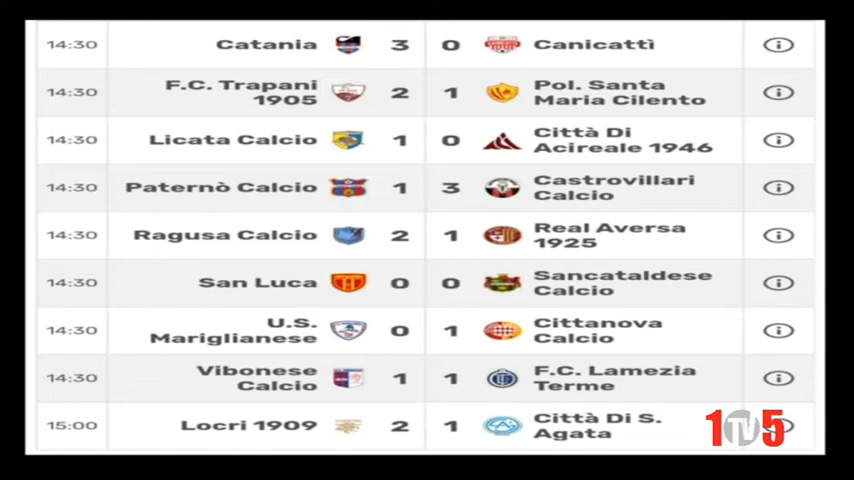 14:30 Catania 3 0 Canicattì
14:30 F.C. Trapani 1905 2 1 Pol. Santa Maria Cilento
14:30 Licata Calcio 1 0 Città Di Acireale 1946
14:30 Paternò Calcio 1 3 Castrovillari Calcio
14:30 Ragusa Calcio 2 1 Real Aversa 1925
14:30 San Luca 0 0 Sancataldese Calcio
14:30 U.S. Mariglianese 0 1 Cittanova Calcio
14:30 Vibonese Calcio 1 1 F.C. Lamezia Terme
15:00 Locri 1909 2 1 Città Di S. Agata
1TV5